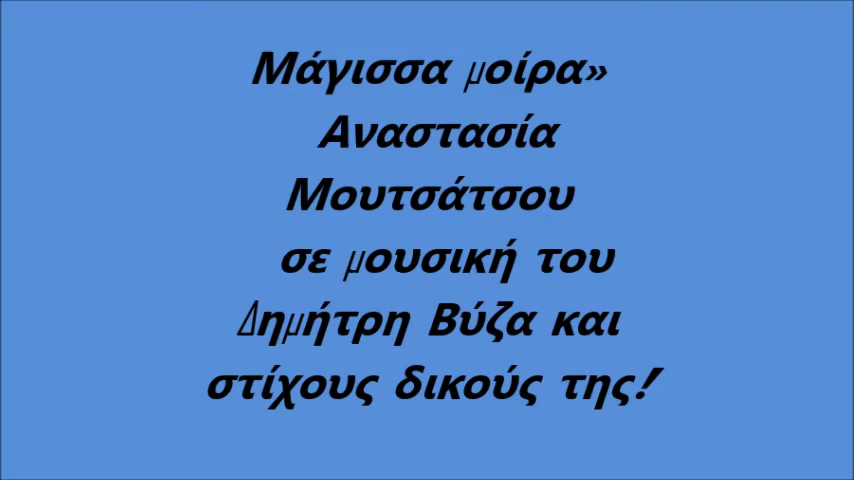 Μάγισσα μοίρα»
Αναστασία
Μουτσάτσου
σε μουσική του
Δημήτρη Βύζα και
στίχους δικούς της!